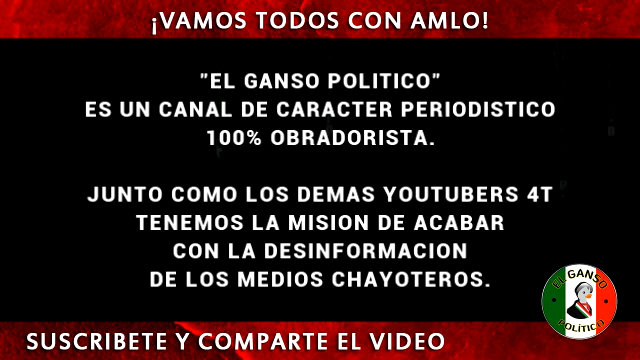 ¡VAMOS TODOS CON AMLO!
"EL GANSO POLITICO"
ES UN CANAL DE CARACTER PERIODISTICO
100% OBRADORISTA.
JUNTO COMO LOS DEMAS YOUTUBERS 4T
TENEMOS LA MISION DE ACABAR
CON LA DESINFORMACION
DE LOS MEDIOS CHAYOTEROS.
EL GANSO
POLÍTICO
SUSCRIBETE Y COMPARTE EL VIDEO